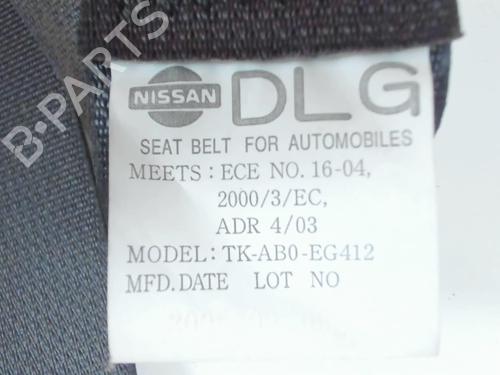 B-PARTS
NISSAN DLG
SEAT BELT FOR AUTOMOBILES
MEETS : ECE NO. 16-04,
2000/3/EC,
ADR 4/03
MODEL: TK-AB0-EG412
MFD.DATE LOT NO